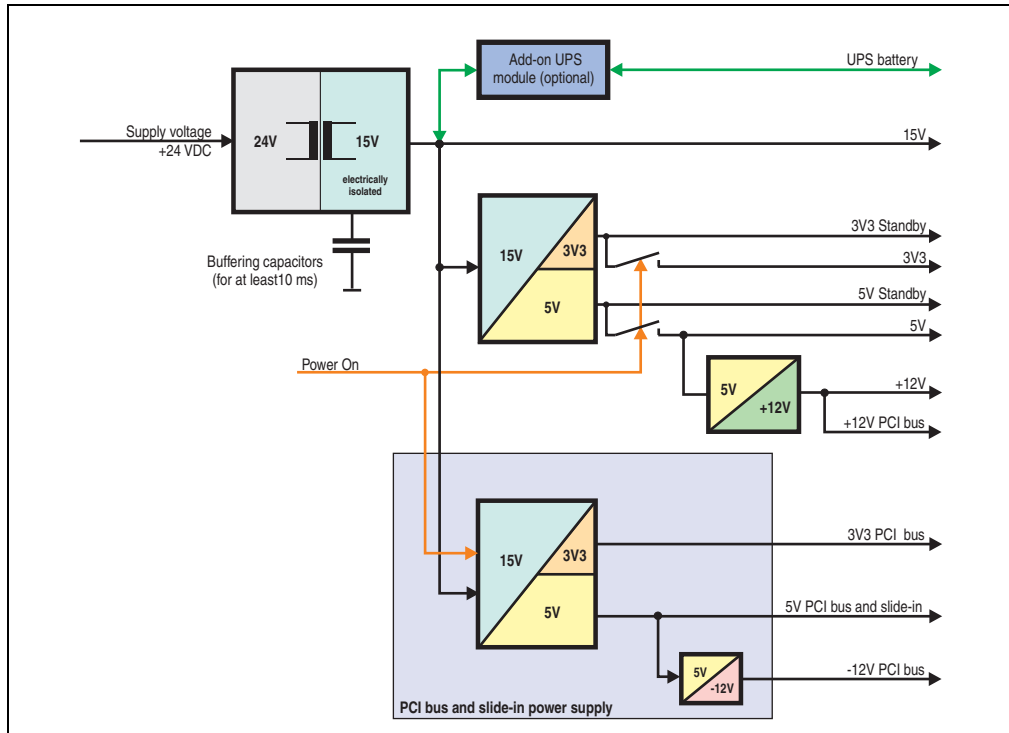 Add-on UPS
module (optional)
UPS battery
Supply voltage
+24 VDC
24V
15V
electrically
isolated
15V
Buffering capacitors
(for at least10 ms)
15V
3V3
5V
3V3 Standby
3V3
5V Standby
5V
Power On
5V
+12V
+12V
+12V PCI bus
15V
3V3
5V
3V3 PCI bus
5V PCI bus and slide-in
5V
-12V
-12V PCI bus
PCI bus and slide-in power supply